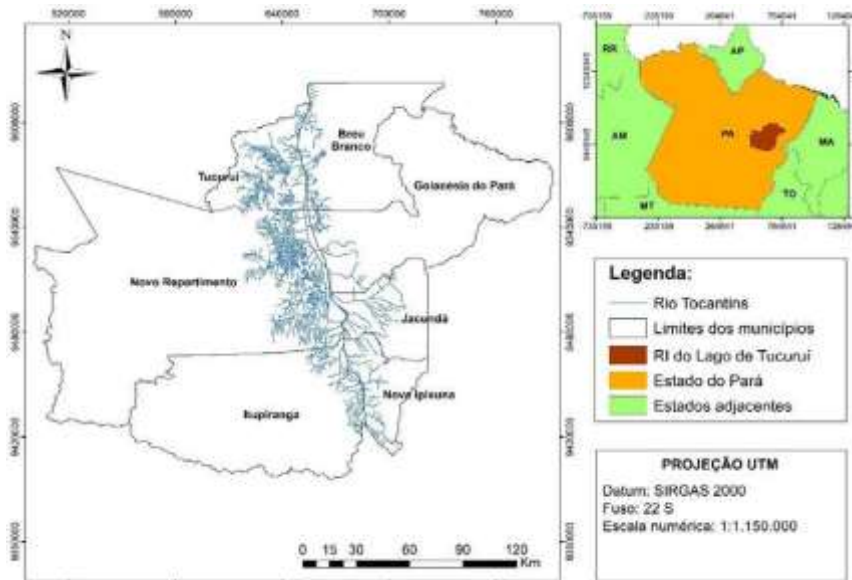 N
Breu
Branco
Tucuruí
Goianésia do Pará
Novo Repartimento
Jacundá
Nova Ipixuna
Itupiranga
0 15 30 60 90 120
Km
RR
AP
AM
PA
MA
MT
TO
Legenda:
Rio Tocantins
Limites dos municípios
RI do Lago de Tucuruí
Estado do Pará
Estados adjacentes
PROJEÇÃO UTM
Datum: SIRGAS 2000
Fuso: 22 S
Escala numérica: 1:1.150.000